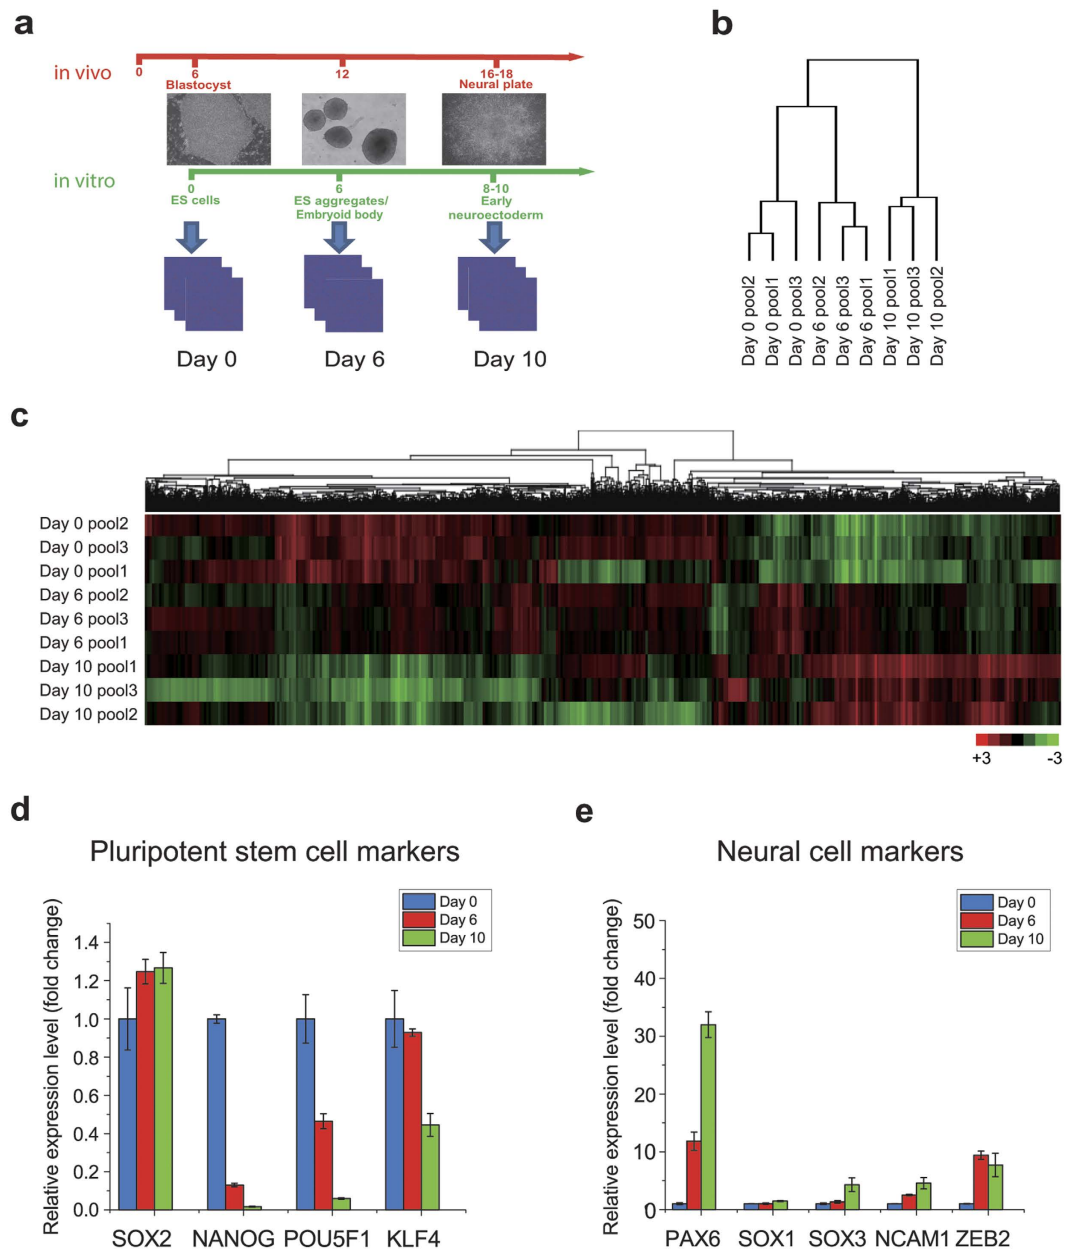 a
in vivo
0
6
12
16-18
Blastocyst
Neural plate
in vitro
0
6
8-10
ES cells
ES aggregates/
Embryoid body
Early
neuroectoderm
Day 0
Day 6
Day 10
b
Day 0 pool2
Day 0 pool1
Day 0 pool3
Day 6 pool2
Day 6 pool3
Day 6 pool1
Day 10 pool1
Day 10 pool3
Day 10 pool2
c
Day 0 pool2
Day 0 pool3
Day 0 pool1
Day 6 pool2
Day 6 pool3
Day 6 pool1
Day 10 pool1
Day 10 pool3
Day 10 pool2
+3
-3
d
Pluripotent stem cell markers
Day 0
Day 6
Day 10
Relative expression level (fold change)
1.4
1.2
1.0
0.8
0.6
0.4
0.2
0.0
SOX2 NANOG POU5F1 KLF4
e
Neural cell markers
Day 0
Day 6
Day 10
Relative expression level (fold change)
50
40
30
20
10
0
PAX6 SOX1 SOX3 NCAM1 ZEB2